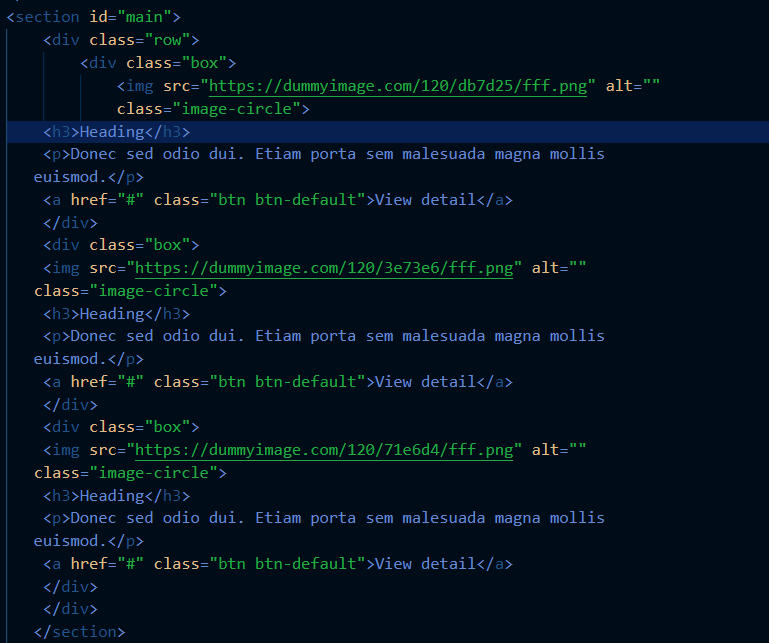 <section id="main">
<div class="row">
<div class="box">
<img src="https://dummyimage.com/120/db7d25/fff.png" alt=""
class="image-circle">
<h3>Heading</h3>
<p>Donec sed odio dui. Etiam porta sem malesuada magna mollis
euismod.</p>
<a href="#" class="btn btn-default">View detail</a>
</div>
<div class="box">
<img src="https://dummyimage.com/120/3e73e6/fff.png" alt=""
class="image-circle">
<h3>Heading</h3>
<p>Donec sed odio dui. Etiam porta sem malesuada magna mollis
euismod.</p>
<a href="#" class="btn btn-default">View detail</a>
</div>
<div class="box">
<img src="https://dummyimage.com/120/71e6d4/fff.png" alt=""
class="image-circle">
<h3>Heading</h3>
<p>Donec sed odio dui. Etiam porta sem malesuada magna mollis
euismod.</p>
<a href="#" class="btn btn-default">View detail</a>
</div>
</div>
</section>